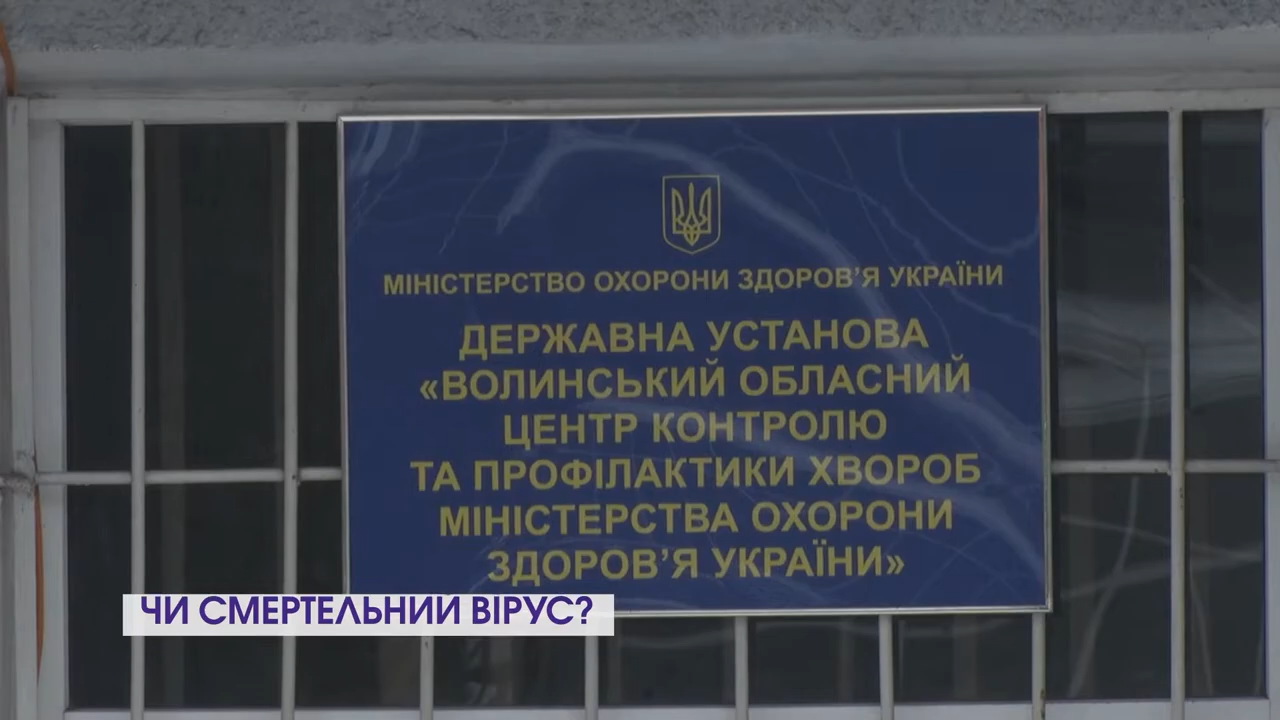 МІНІСТЕРСТВО ОХОРОНИ ЗДОРОВ'Я УКРАЇНИ
ДЕРЖАВНА УСТАНОВА
«ВОЛИНСЬКИЙ ОБЛАСНИЙ
ЦЕНТР КОНТРОЛЮ
ТА ПРОФІЛАКТИКИ ХВОРОБ
МІНІСТЕРСТВА ОХОРОНИ
ЗДОРОВ'Я УКРАЇНИ»
ЧИ СМЕРТЕЛЬНИЙ ВІРУС?